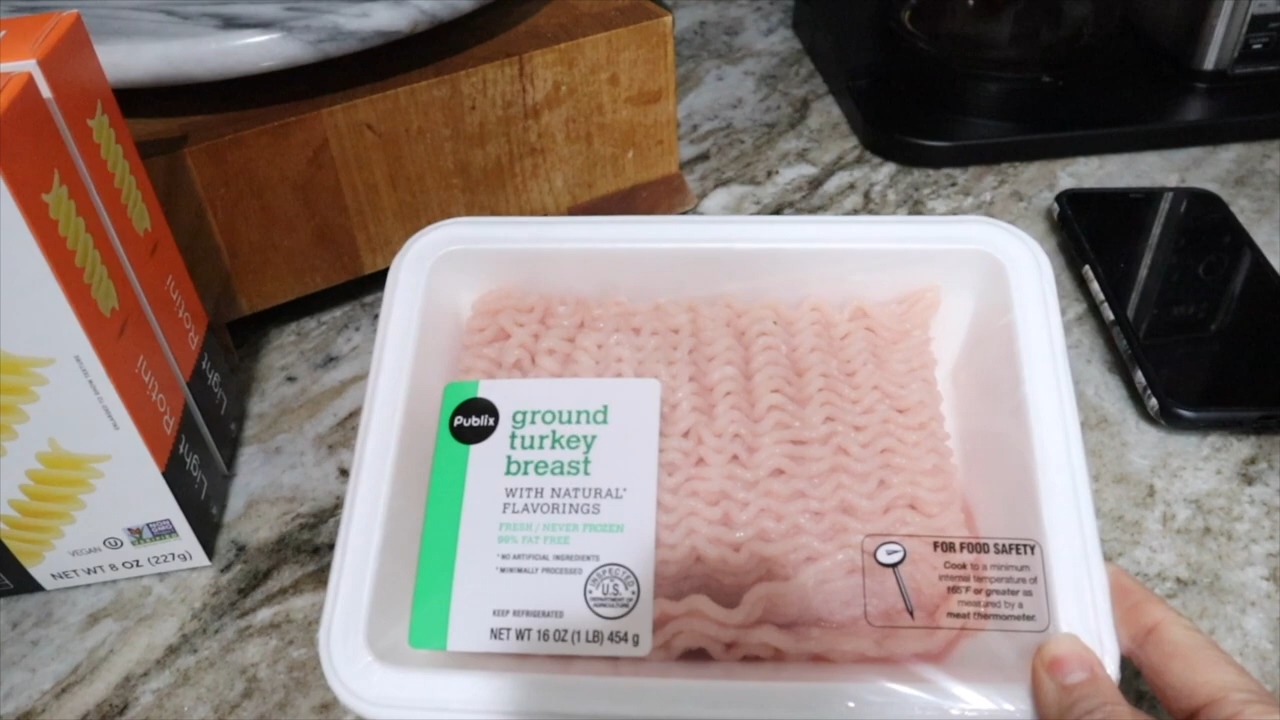 Rotini
Light
Rotini
Light
VEGAN U
NON
GMO
VERIFIED
NET WT 8 OZ (227g)
Publix
ground
turkey
breast
WITH NATURAL*
FLAVORINGS
FRESH / NEVER FROZEN
99% FAT FREE
*NO ARTIFICIAL INGREDIENTS
*MINIMALLY PROCESSED
INSPECTED
U.S.
DEPARTMENT OF
AGRICULTURE
KEEP REFRIGERATED
NET WT 16 OZ (1 LB) 454 g
FOR FOOD SAFETY
Cook to a minimum
internal temperature of
165°F or greater as
measured by a
meat thermometer.